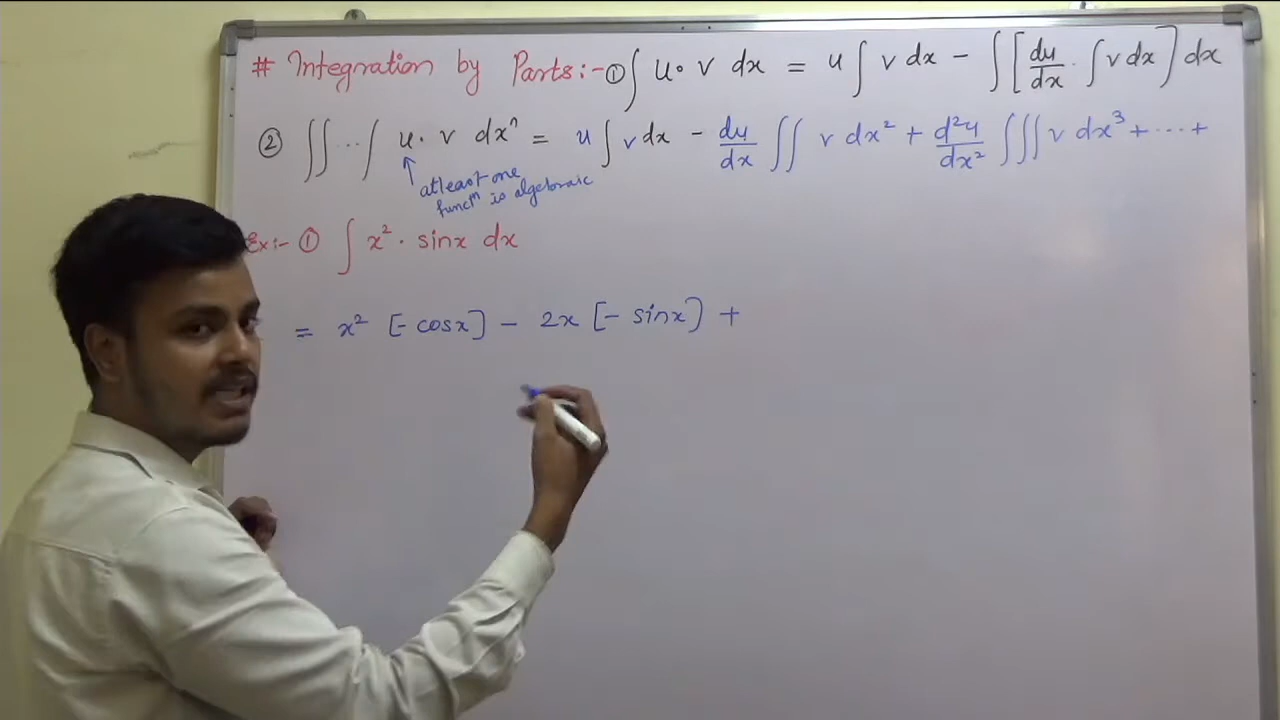 # Integration by Parts:- ① ∫ u· v dx = u ∫ v dx - ∫ [du/dx · ∫ v dx] dx
② ∫∫ ··· ∫ u· v dxⁿ = u ∫ v dx - du/dx ∫∫ v dx² + d²u/dx² ∫∫∫ v dx³ + ··· +
↑ atleast one
funcⁿ is algebraic
Ex:- ① ∫ x² · sinx dx
= x² [- cosx] - 2x [- sinx] +